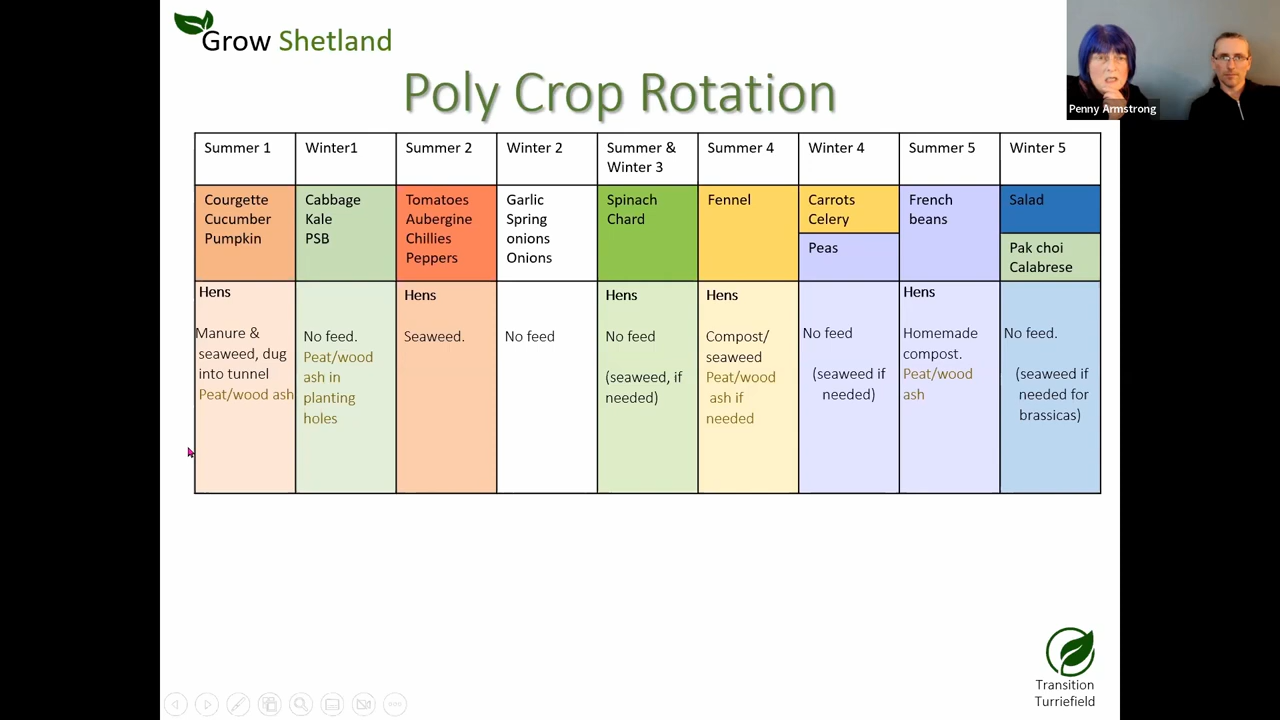 Grow Shetland
Penny Armstrong
Poly Crop Rotation
Summer 1
Winter1
Summer 2
Winter 2
Summer &
Winter 3
Summer 4
Winter 4
Summer 5
Winter 5
Courgette
Cucumber
Pumpkin
Cabbage
Kale
PSB
Tomatoes
Aubergine
Chillies
Peppers
Garlic
Spring
onions
Onions
Spinach
Chard
Fennel
Carrots
Celery
Peas
French
beans
Salad
Pak choi
Calabrese
Hens
Manure &
seaweed, dug
into tunnel
Peat/wood ash
No feed.
Peat/wood
ash in
planting
holes
Hens
Seaweed.
No feed
Hens
No feed
(seaweed, if
needed)
Hens
Compost/
seaweed
Peat/wood
ash if
needed
No feed
(seaweed if
needed)
Hens
Homemade
compost.
Peat/wood
ash
No feed.
(seaweed if
needed for
brassicas)
Transition
Turriefield